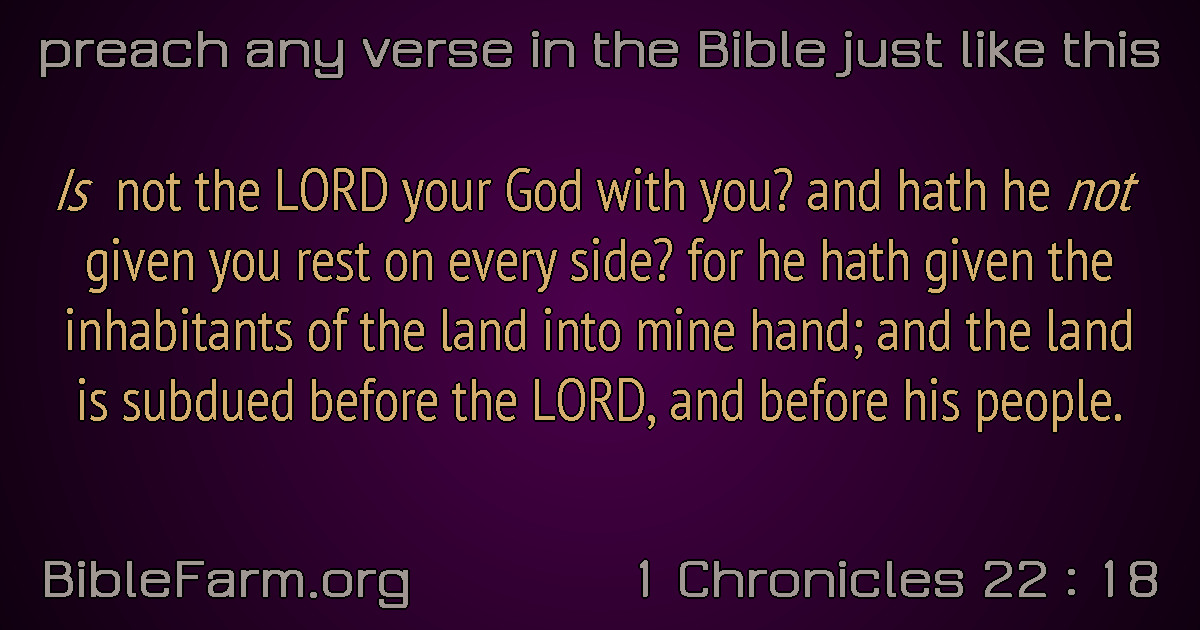 preach any verse in the Bible just like this
Is not the LORD your God with you? and hath he not
given you rest on every side? for he hath given the
inhabitants of the land into mine hand; and the land
is subdued before the LORD, and before his people.
BibleFarm.org
1 Chronicles 22 : 18